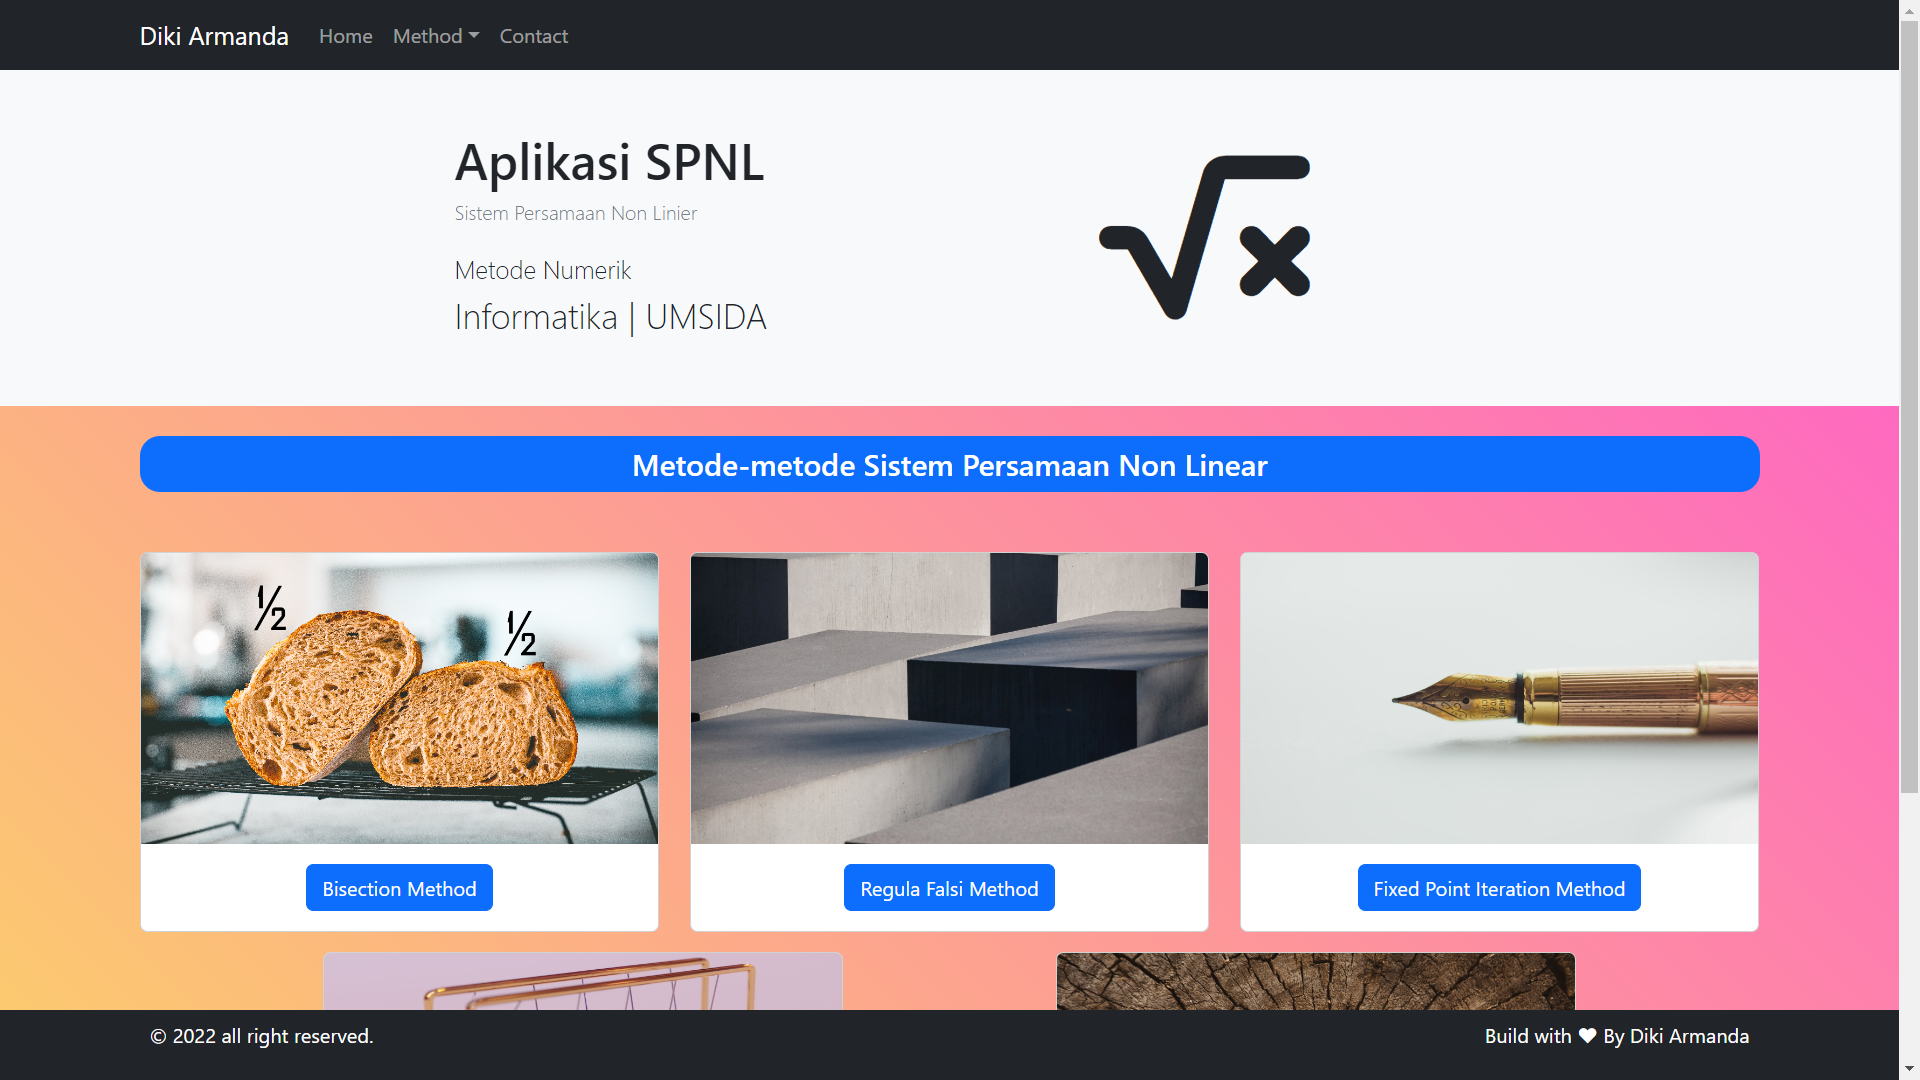 Diki Armanda Home Method Contact
Aplikasi SPNL
Sistem Persamaan Non Linier
Metode Numerik
Informatika | UMSIDA
Metode-metode Sistem Persamaan Non Linear
½
½
Bisection Method
Regula Falsi Method
Fixed Point Iteration Method
© 2022 all right reserved.
Build with ♥ By Diki Armanda